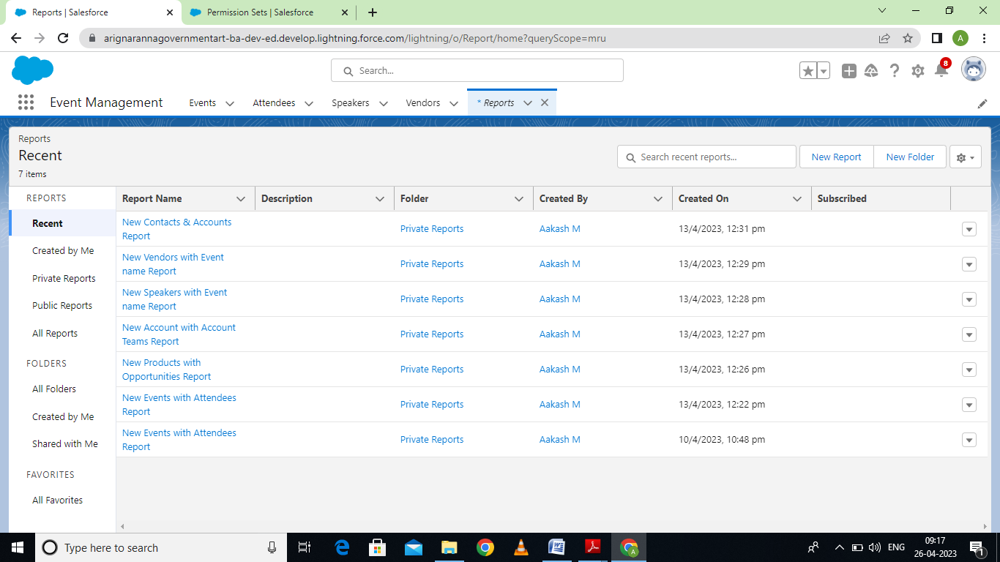 Reports | Salesforce
Permission Sets | Salesforce
arignarannagovernmentart-ba-dev-ed.develop.lightning.force.com/lightning/o/Report/home?queryScope=mru
A
Search...
8
Event Management
Events
Attendees
Speakers
Vendors
* Reports
Reports
Recent
7 items
Search recent reports...
New Report
New Folder
REPORTS
Recent
Created by Me
Private Reports
Public Reports
All Reports
FOLDERS
All Folders
Created by Me
Shared with Me
FAVORITES
All Favorites
Report Name Description Folder Created By Created On Subscribed
New Contacts & Accounts
Report
Private Reports Aakash M 13/4/2023, 12:31 pm
New Vendors with Event
name Report
Private Reports Aakash M 13/4/2023, 12:29 pm
New Speakers with Event
name Report
Private Reports Aakash M 13/4/2023, 12:28 pm
New Account with Account
Teams Report
Private Reports Aakash M 13/4/2023, 12:27 pm
New Products with
Opportunities Report
Private Reports Aakash M 13/4/2023, 12:26 pm
New Events with Attendees
Report
Private Reports Aakash M 13/4/2023, 12:22 pm
New Events with Attendees
Report
Private Reports Aakash M 10/4/2023, 10:48 pm
Type here to search
ENG
09:17
26-04-2023
1